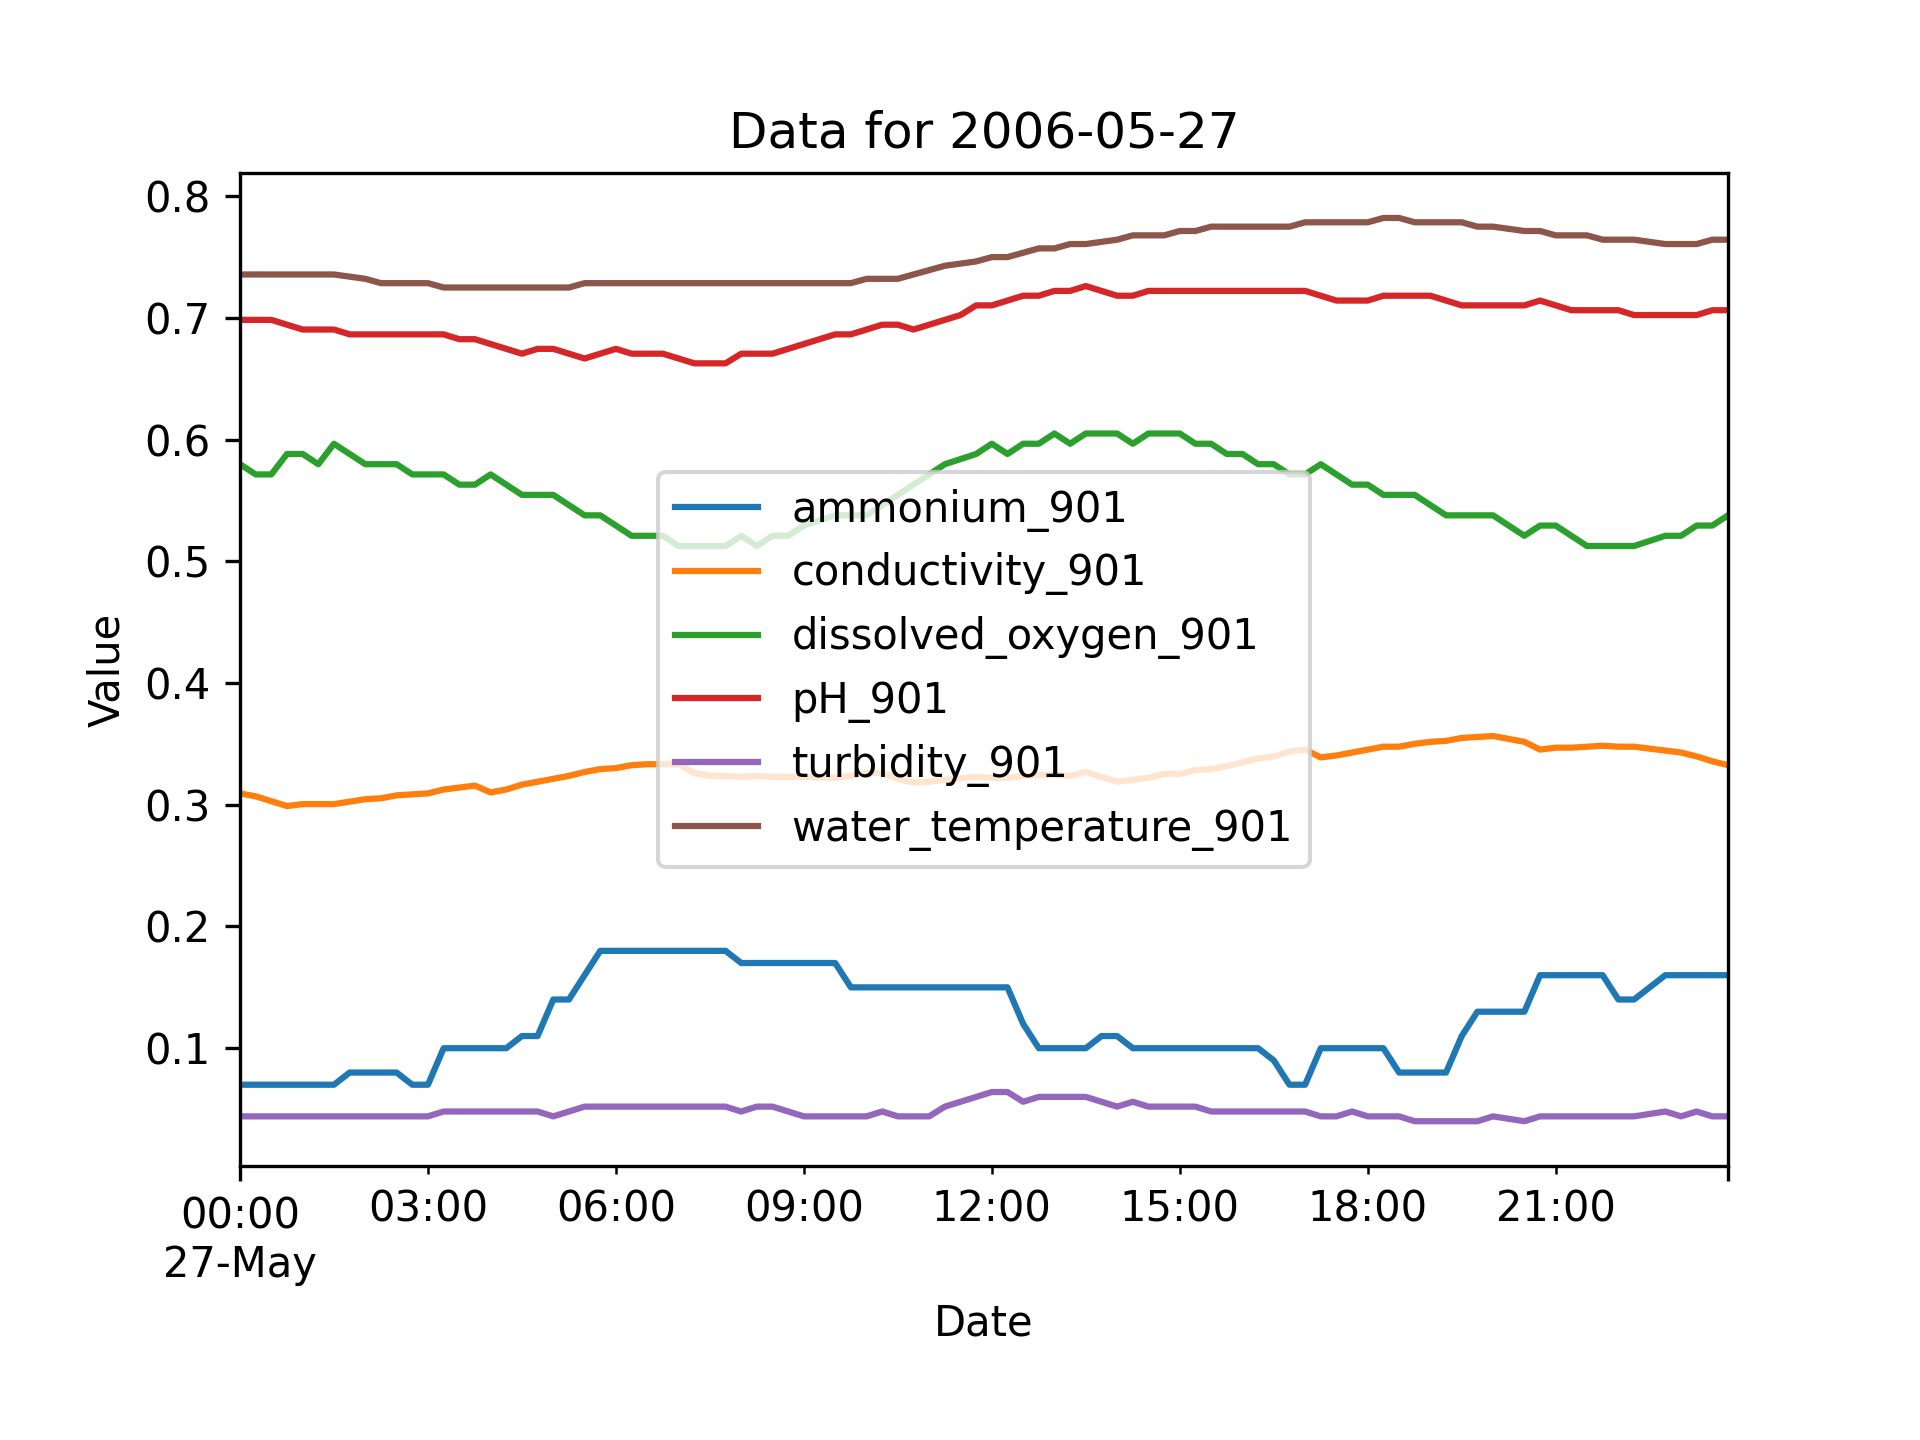 Data for 2006-05-27
0.8
0.7
0.6
0.5
0.4
0.3
0.2
0.1
Value
ammonium_901
conductivity_901
dissolved_oxygen_901
pH_901
turbidity_901
water_temperature_901
00:00 03:00 06:00 09:00 12:00 15:00 18:00 21:00
27-May
Date